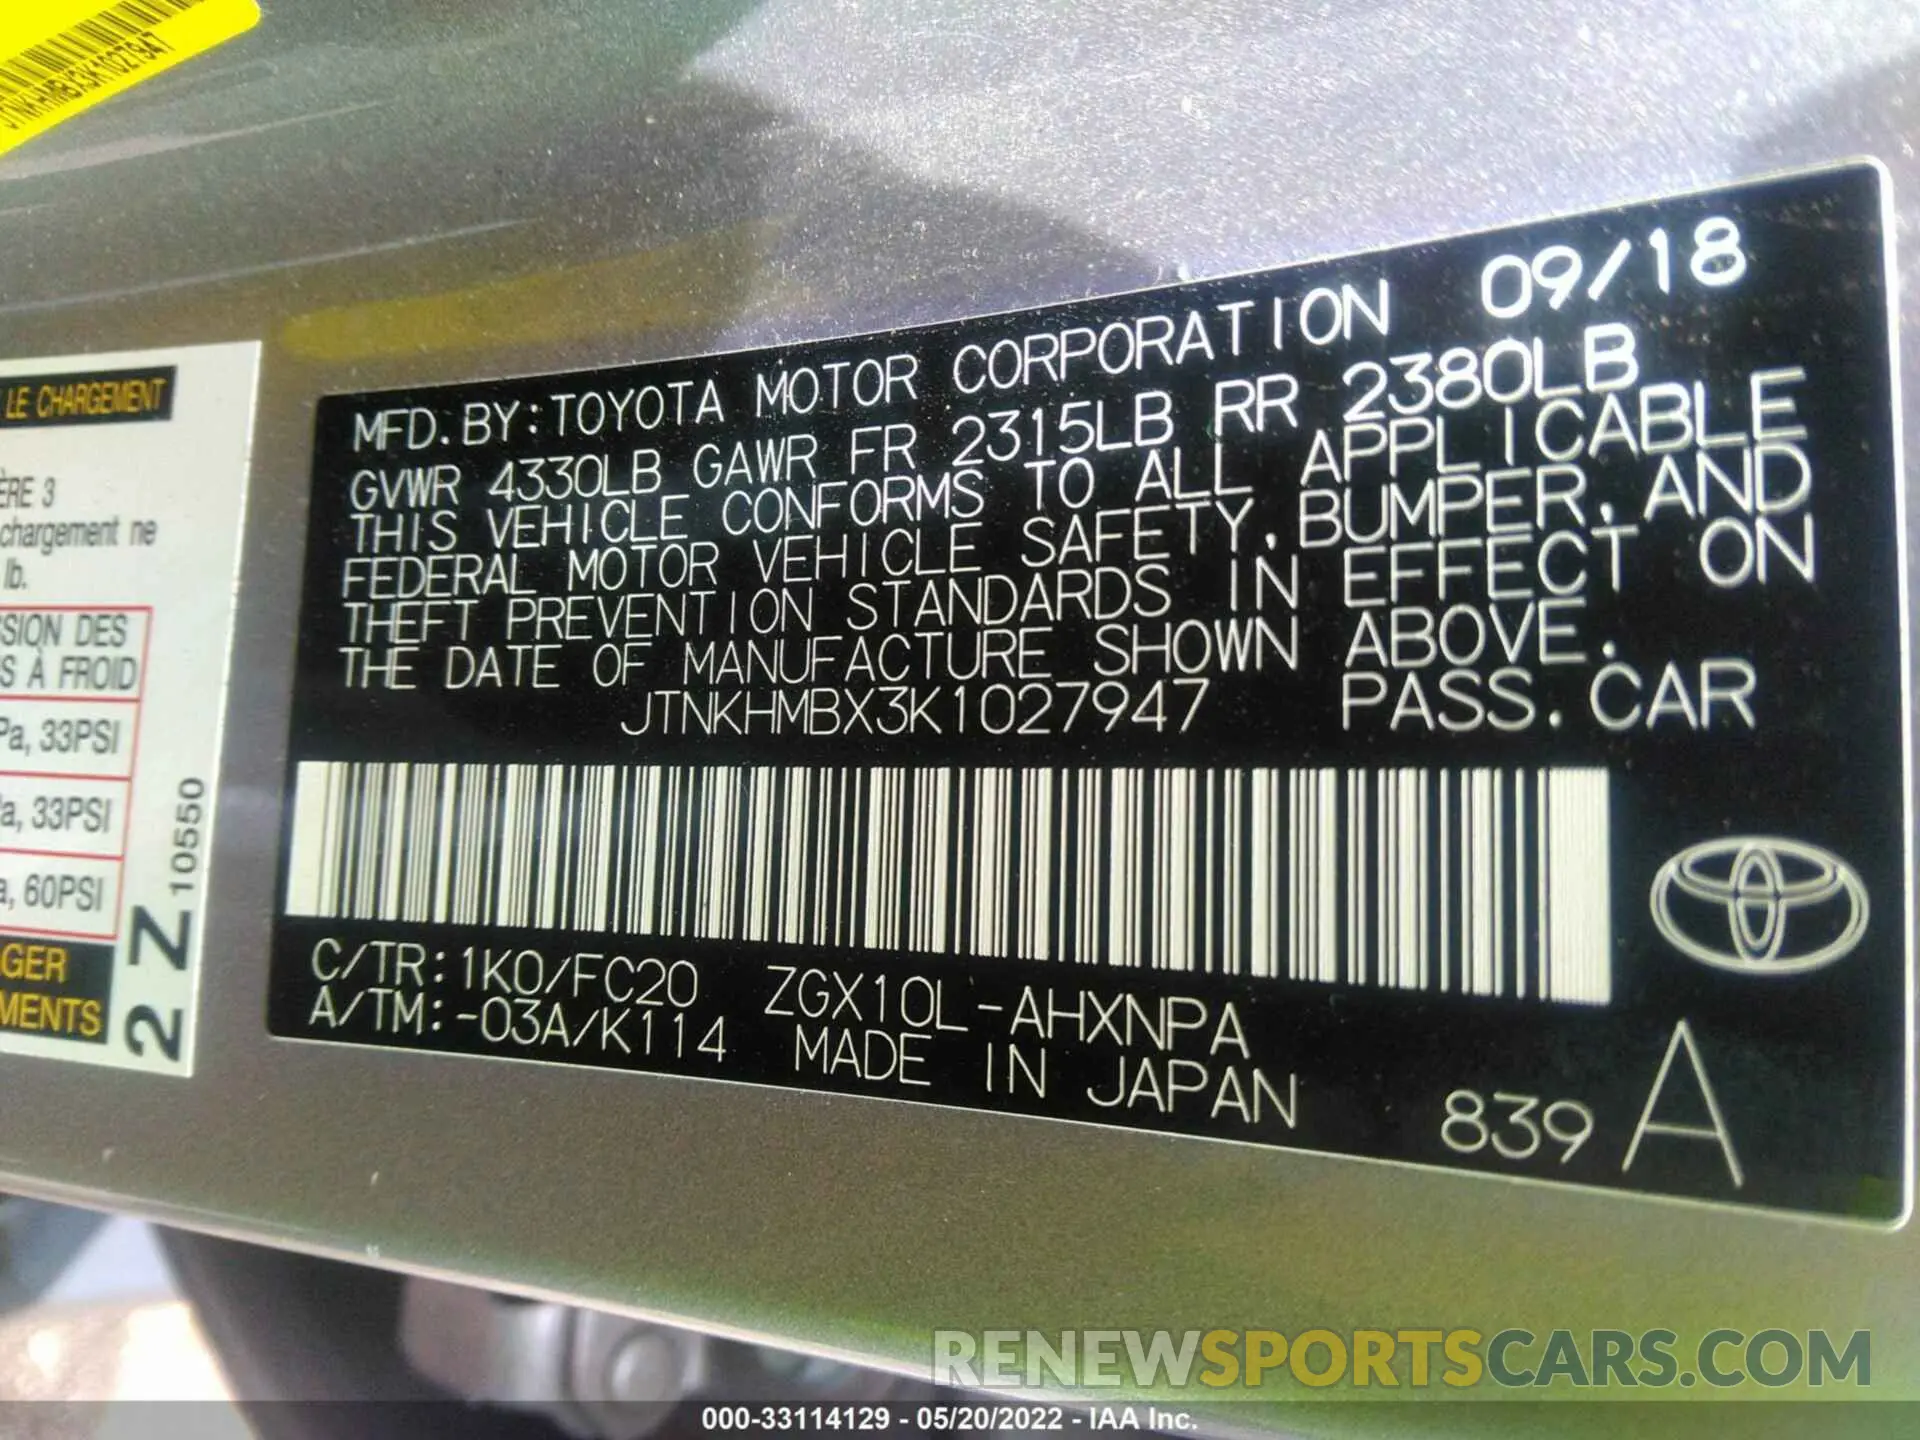 JTNKHMBX3K1027947
LE CHARGEMENT
ÈRE 3
chargement ne
lb.
SION DES
S À FROID
Pa, 33PSI
a, 33PSI
a, 60PSI
GER
MENTS
2 Z 10550
MFD. BY: TOYOTA MOTOR CORPORATION 09/18
GVWR 4330LB GAWR FR 2315LB RR 2380LB
THIS VEHICLE CONFORMS TO ALL APPLICABLE
FEDERAL MOTOR VEHICLE SAFETY, BUMPER, AND
THEFT PREVENTION STANDARDS IN EFFECT ON
THE DATE OF MANUFACTURE SHOWN ABOVE.
JTNKHMBX3K1027947 PASS. CAR
C/TR: 1K0/FC20 ZGX10L-AHXNPA
A/TM: -03A/K114 MADE IN JAPAN
839 A
RENEWSPORTSCARS.COM
000-33114129 - 05/20/2022 - IAA Inc.